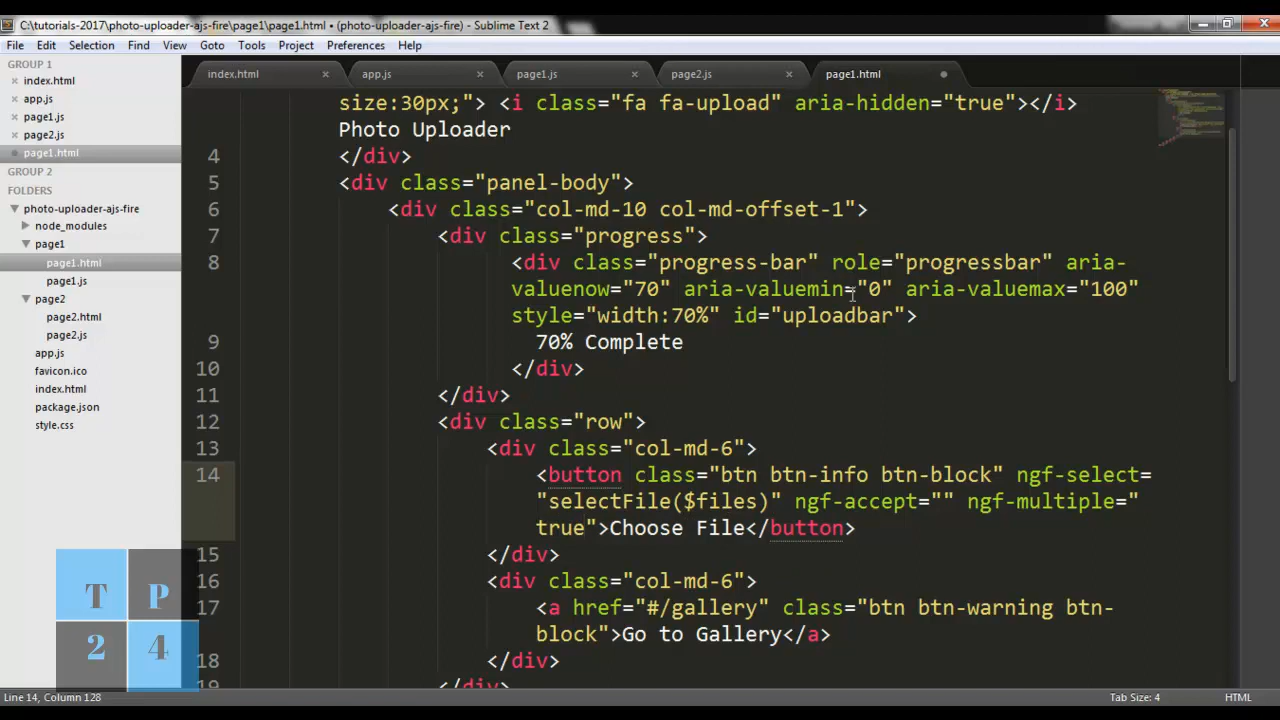 C:\tutorials-2017\photo-uploader-ajs-fire\page1\page1.html • (photo-uploader-ajs-fire) - Sublime Text 2
File Edit Selection Find View Goto Tools Project Preferences Help
GROUP 1
index.html
app.js
page1.js
page2.js
page1.html
GROUP 2
FOLDERS
photo-uploader-ajs-fire
node_modules
page1
page1.html
page1.js
page2
page2.html
page2.js
app.js
favicon.ico
index.html
package.json
style.css
index.html × app.js × page1.js × page2.js × page1.html
size:30px;"> <i class="fa fa-upload" aria-hidden="true"></i>
Photo Uploader
4 </div>
5 <div class="panel-body">
6 <div class="col-md-10 col-md-offset-1">
7 <div class="progress">
8 <div class="progress-bar" role="progressbar" aria-
valuenow="70" aria-valuemin="0" aria-valuemax="100"
style="width:70%" id="uploadbar">
9 70% Complete
10 </div>
11 </div>
12 <div class="row">
13 <div class="col-md-6">
14 <button class="btn btn-info btn-block" ngf-select=
"selectFile($files)" ngf-accept="" ngf-multiple="
true">Choose File</button>
15 </div>
16 <div class="col-md-6">
17 <a href="#/gallery" class="btn btn-warning btn-
block">Go to Gallery</a>
18 </div>
19 </div>
T P
2 4
Line 14, Column 128
Tab Size: 4
HTML